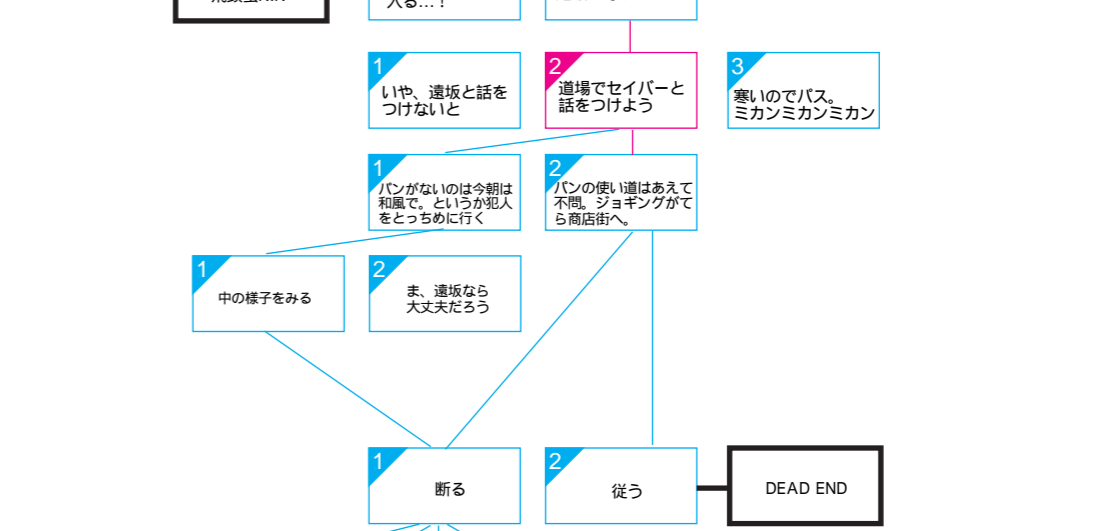 入る…！
1
いや、遠坂と話を
つけないと
2
道場でセイバーと
話をつけよう
3
寒いのでパス。
ミカンミカンミカン
1
パンがないのは今朝は
和風で。というか犯人
をとっちめに行く
2
パンの使い道はあえて
不問。ジョギングがて
ら商店街へ。
1
中の様子をみる
2
ま、遠坂なら
大丈夫だろう
1
断る
2
従う
DEAD END